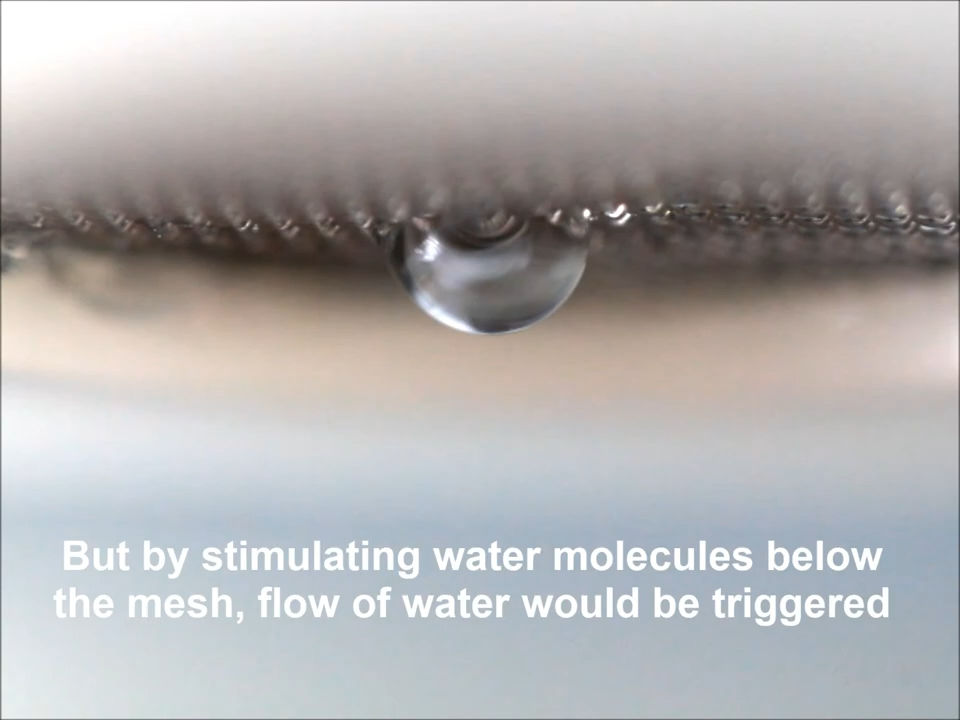 But by stimulating water molecules below
the mesh, flow of water would be triggered